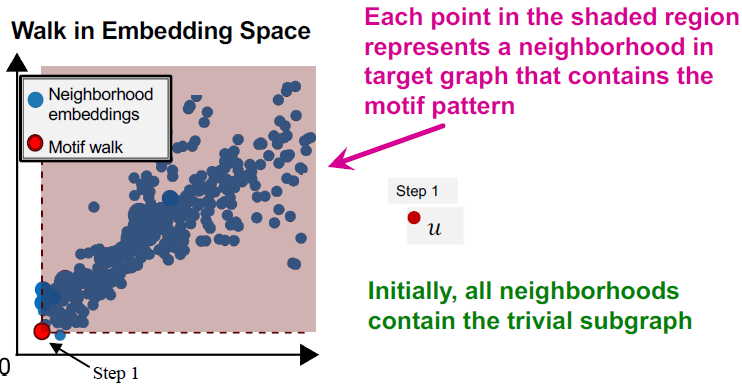 Walk in Embedding Space
Neighborhood
embeddings
Motif walk
0
Step 1
Each point in the shaded region
represents a neighborhood in
target graph that contains the
motif pattern
Step 1
u
Initially, all neighborhoods
contain the trivial subgraph